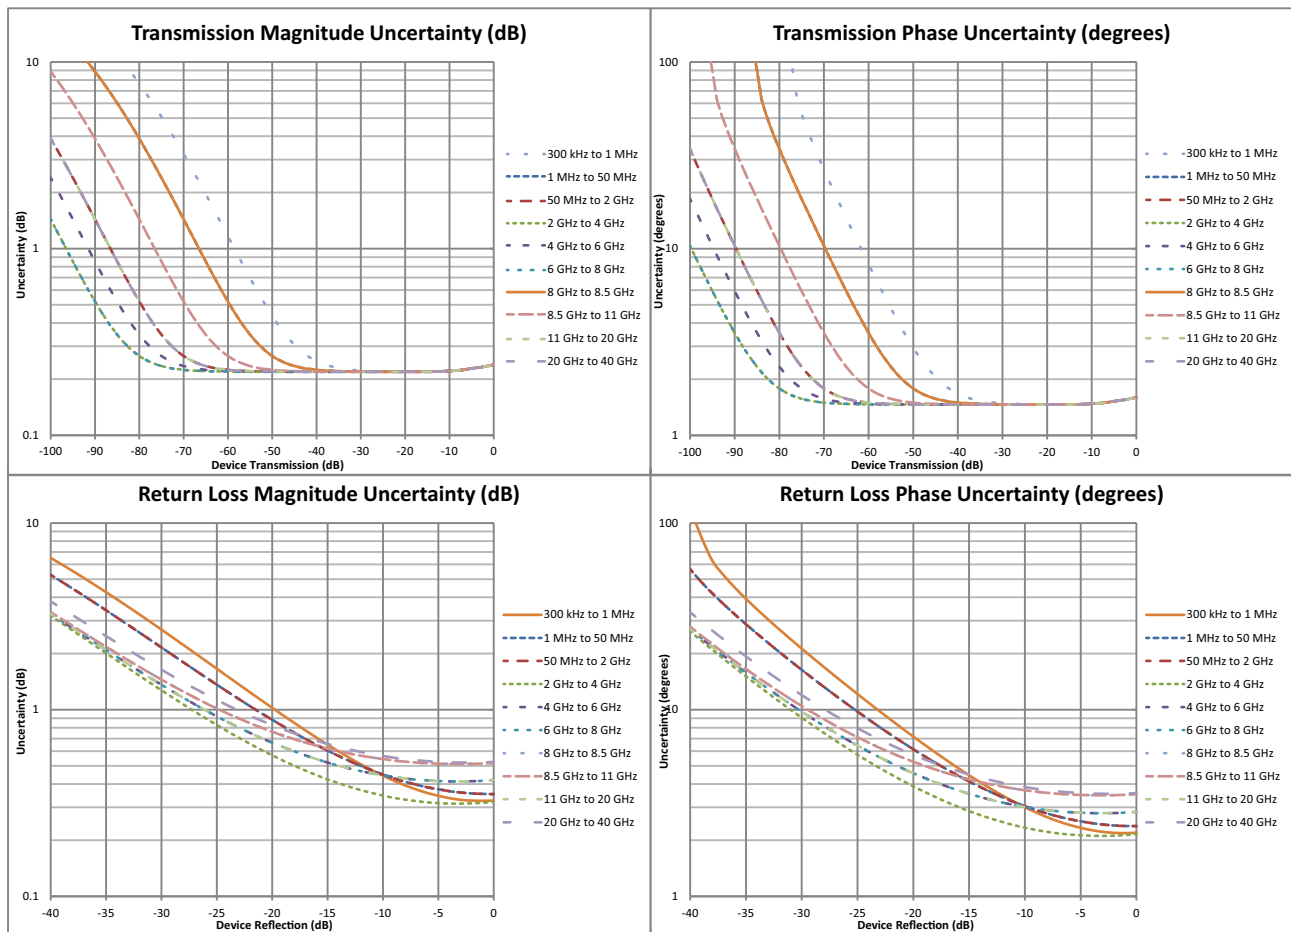 Transmission Magnitude Uncertainty (dB)
10
1
0.1
Uncertainty (dB)
-100 -90 -80 -70 -60 -50 -40 -30 -20 -10 0
Device Transmission (dB)
300 kHz to 1 MHz
1 MHz to 50 MHz
50 MHz to 2 GHz
2 GHz to 4 GHz
4 GHz to 6 GHz
6 GHz to 8 GHz
8 GHz to 8.5 GHz
8.5 GHz to 11 GHz
11 GHz to 20 GHz
20 GHz to 40 GHz
Transmission Phase Uncertainty (degrees)
100
10
1
Uncertainty (degrees)
-100 -90 -80 -70 -60 -50 -40 -30 -20 -10 0
Device Transmission (dB)
300 kHz to 1 MHz
1 MHz to 50 MHz
50 MHz to 2 GHz
2 GHz to 4 GHz
4 GHz to 6 GHz
6 GHz to 8 GHz
8 GHz to 8.5 GHz
8.5 GHz to 11 GHz
11 GHz to 20 GHz
20 GHz to 40 GHz
Return Loss Magnitude Uncertainty (dB)
10
1
0.1
Uncertainty (dB)
-40 -35 -30 -25 -20 -15 -10 -5 0
Device Reflection (dB)
300 kHz to 1 MHz
1 MHz to 50 MHz
50 MHz to 2 GHz
2 GHz to 4 GHz
4 GHz to 6 GHz
6 GHz to 8 GHz
8 GHz to 8.5 GHz
8.5 GHz to 11 GHz
11 GHz to 20 GHz
20 GHz to 40 GHz
Return Loss Phase Uncertainty (degrees)
100
10
1
Uncertainty (degrees)
-40 -35 -30 -25 -20 -15 -10 -5 0
Device Reflection (dB)
300 kHz to 1 MHz
1 MHz to 50 MHz
50 MHz to 2 GHz
2 GHz to 4 GHz
4 GHz to 6 GHz
6 GHz to 8 GHz
8 GHz to 8.5 GHz
8.5 GHz to 11 GHz
11 GHz to 20 GHz
20 GHz to 40 GHz